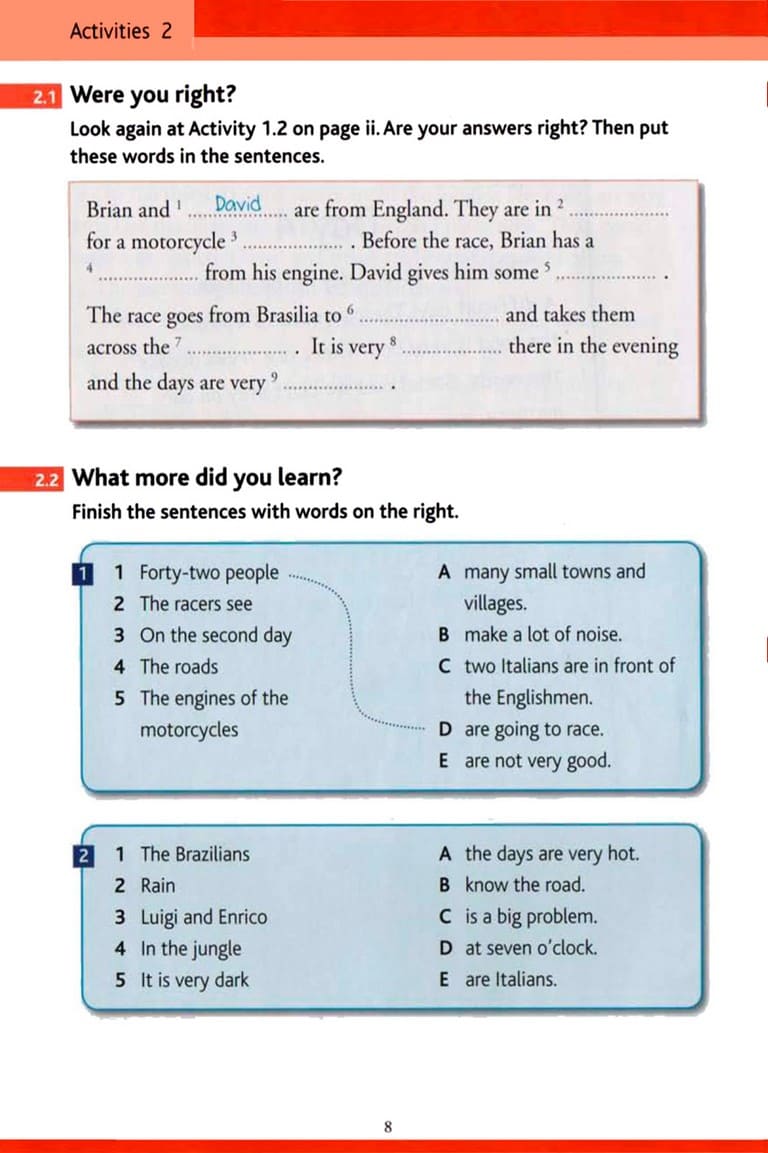 Activities 2
2.1 Were you right?
Look again at Activity 1.2 on page ii. Are your answers right? Then put
these words in the sentences.
Brian and 1 .....David..... are from England. They are in 2 ....................
for a motorcycle 3 .................... . Before the race, Brian has a
4 .................... from his engine. David gives him some 5 .................... .
The race goes from Brasilia to 6 ............................ and takes them
across the 7 .................... . It is very 8 .................... there in the evening
and the days are very 9 .................... .
2.2 What more did you learn?
Finish the sentences with words on the right.
1 1 Forty-two people
2 The racers see
3 On the second day
4 The roads
5 The engines of the
motorcycles
A many small towns and
villages.
B make a lot of noise.
C two Italians are in front of
the Englishmen.
D are going to race.
E are not very good.
2 1 The Brazilians
2 Rain
3 Luigi and Enrico
4 In the jungle
5 It is very dark
A the days are very hot.
B know the road.
C is a big problem.
D at seven o'clock.
E are Italians.
8